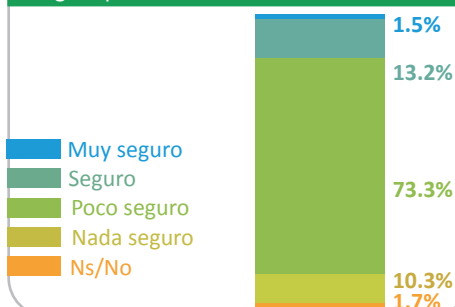 1.5%
13.2%
Muy seguro
Seguro
Poco seguro
Nada seguro
Ns/No
73.3%
10.3%
1.7%